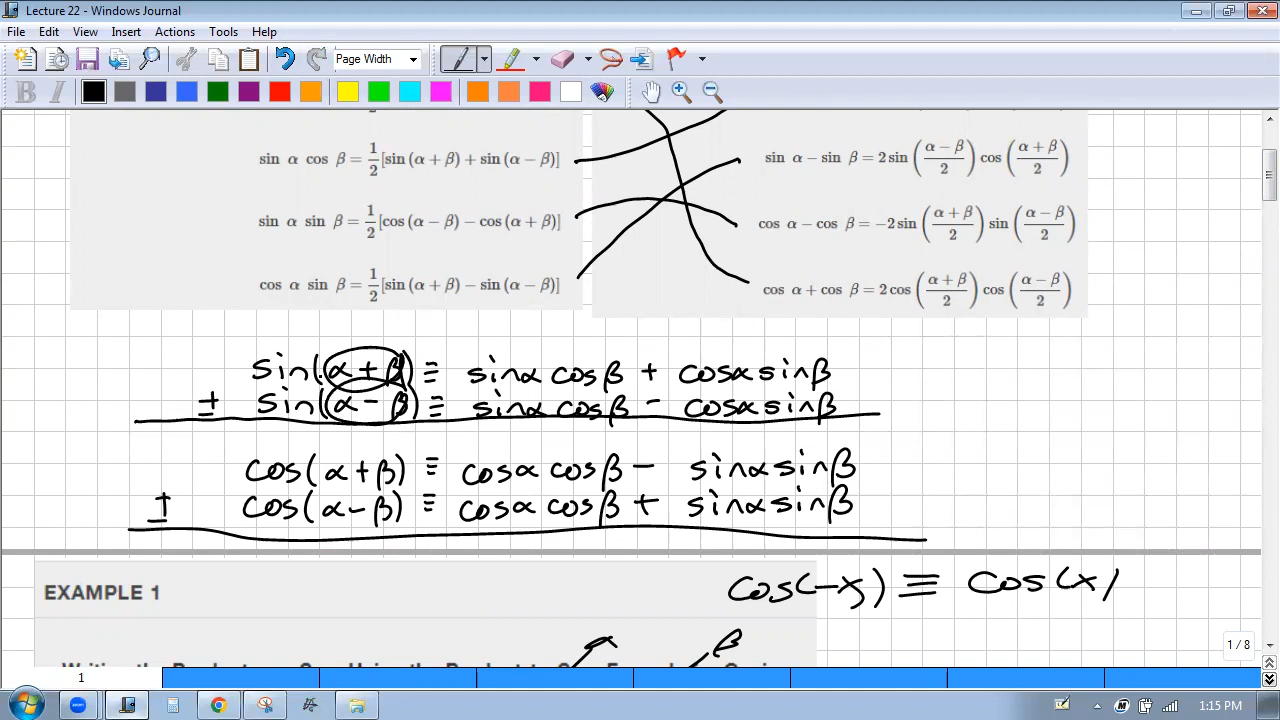 Lecture 22 - Windows Journal
File Edit View Insert Actions Tools Help
Page Width
B I
sin α cos β = 1/2[sin (α + β) + sin (α − β)]
sin α sin β = 1/2[cos (α − β) − cos (α + β)]
cos α sin β = 1/2[sin (α + β) − sin (α − β)]
sin α − sin β = 2 sin ((α − β)/2) cos ((α + β)/2)
cos α − cos β = −2 sin ((α + β)/2) sin ((α − β)/2)
cos α + cos β = 2 cos ((α + β)/2) cos ((α − β)/2)
sin(α + β) ≡ sinα cosβ + cosα sinβ
± sin(α − β) ≡ sinα cosβ − cosα sinβ
cos(α + β) ≡ cosα cosβ − sinα sinβ
± cos(α − β) ≡ cosα cosβ + sinα sinβ
cos(−x) ≡ cos(x)
EXAMPLE 1
α β
1 / 8
1
1:15 PM